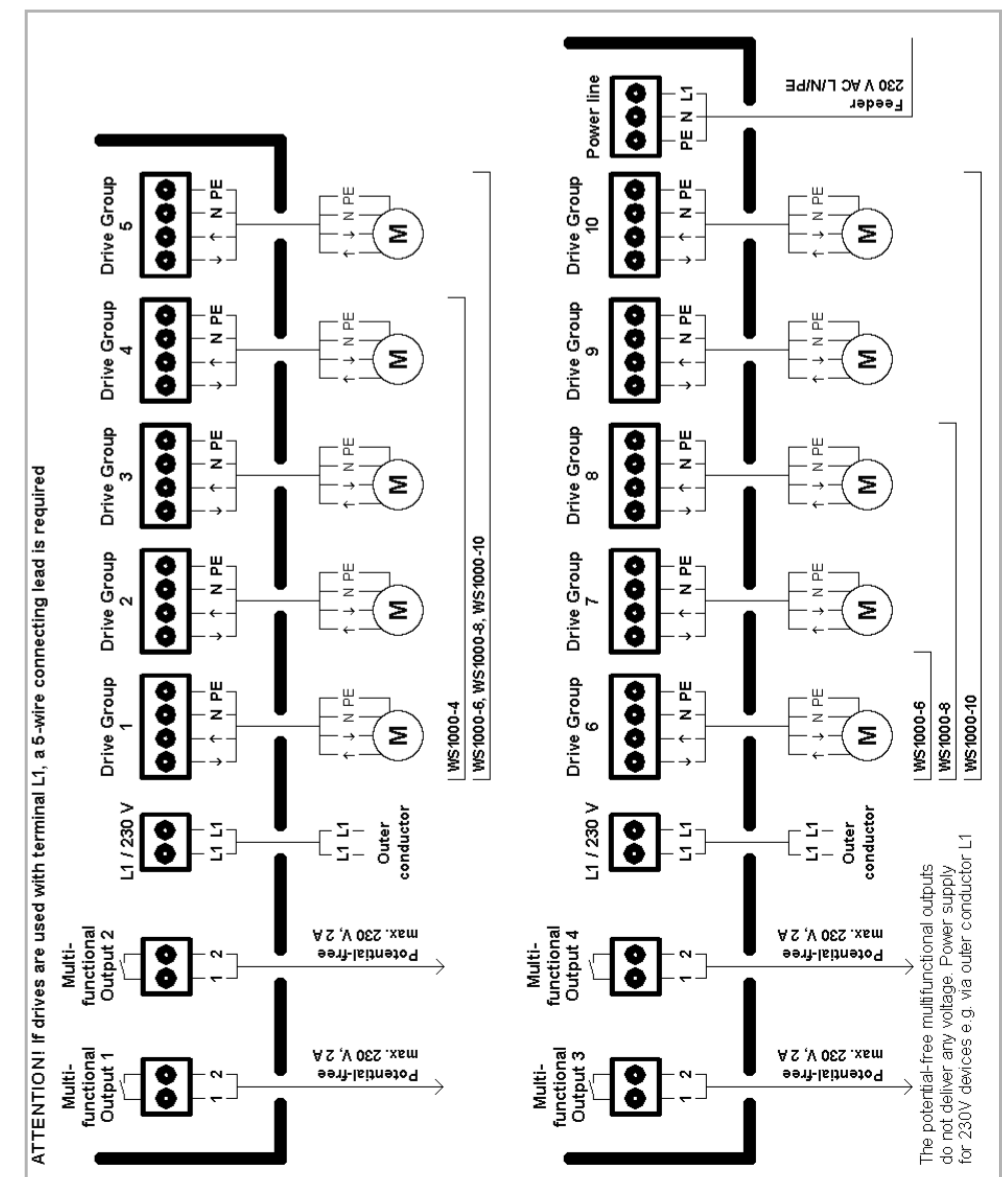 ATTENTION! If drives are used with terminal L1, a 5-wire connecting lead is required
Multi-
functional
Output 1
1 2
Potential-free
max. 230 V, 2 A
Multi-
functional
Output 2
1 2
Potential-free
max. 230 V, 2 A
L1 / 230 V
L1 L1
L1 L1
Outer
conductor
Drive Group
1
↓ ↑ N PE
↑ ↓ N PE
M
Drive Group
2
↓ ↑ N PE
↑ ↓ N PE
M
Drive Group
3
↓ ↑ N PE
↑ ↓ N PE
M
Drive Group
4
↓ ↑ N PE
↑ ↓ N PE
M
Drive Group
5
↓ ↑ N PE
↑ ↓ N PE
M
WS1000-4
WS1000-6, WS1000-8, WS1000-10
Multi-
functional
Output 3
1 2
Potential-free
max. 230 V, 2 A
Multi-
functional
Output 4
1 2
Potential-free
max. 230 V, 2 A
L1 / 230 V
L1 L1
L1 L1
Outer
conductor
Drive Group
6
↓ ↑ N PE
↑ ↓ N PE
M
Drive Group
7
↓ ↑ N PE
↑ ↓ N PE
M
Drive Group
8
↓ ↑ N PE
↑ ↓ N PE
M
Drive Group
9
↓ ↑ N PE
↑ ↓ N PE
M
Drive Group
10
↓ ↑ N PE
↑ ↓ N PE
M
Power line
PE N L1
Feeder
230 V AC L/N/PE
WS1000-6
WS1000-8
WS1000-10
The potential-free multifunctional outputs
do not deliver any voltage. Power supply
for 230V devices e.g. via outer conductor L1